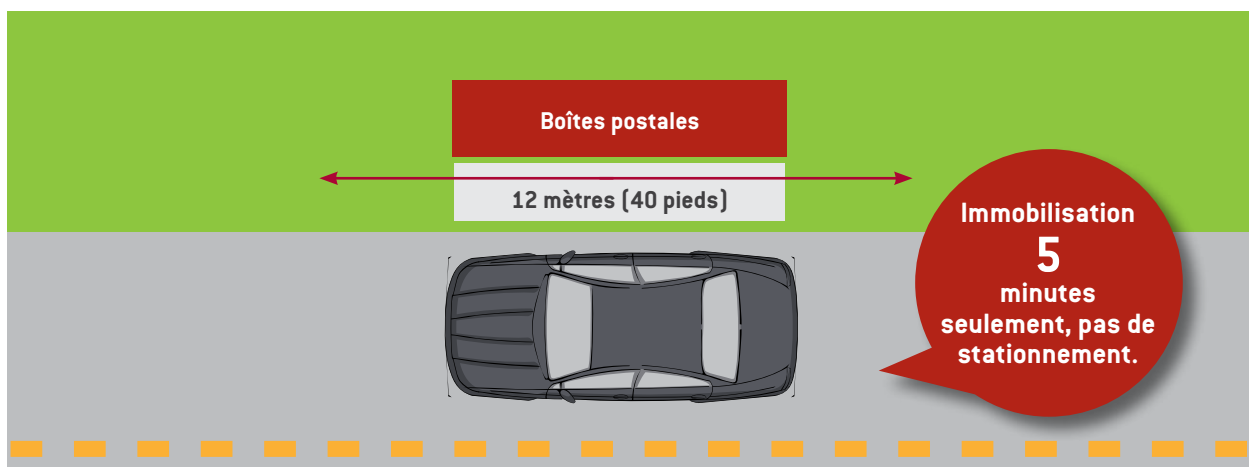 Boîtes postales
12 mètres (40 pieds)
Immobilisation
5
minutes
seulement, pas de
stationnement.